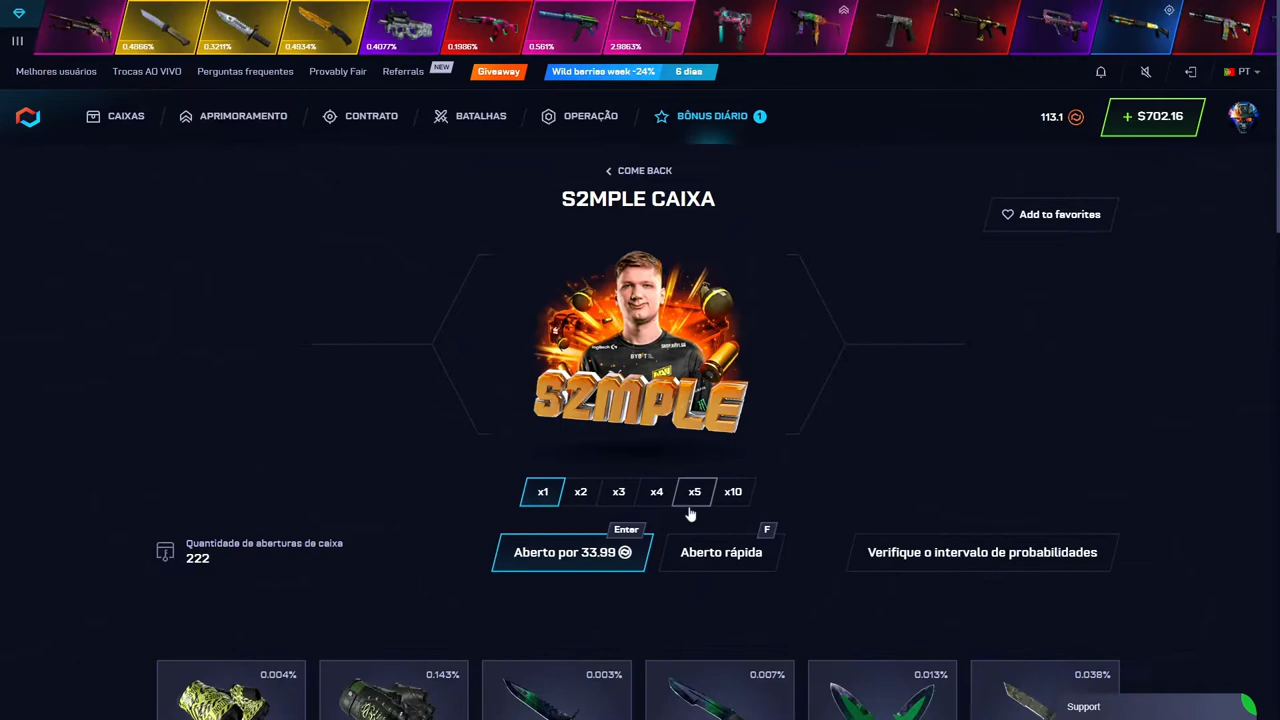 0.4866%
0.3211%
0.4934%
0.4077%
0.1986%
0.561%
2.9863%
Melhores usuários
Trocas AO VIVO
Perguntas frequentes
Provably Fair
Referrals
NEW
Giveaway
Wild berries week -24%
6 dias
PT
CAIXAS
APRIMORAMENTO
CONTRATO
BATALHAS
OPERAÇÃO
BÔNUS DIÁRIO 1
113.1
+ $702.16
COME BACK
S2MPLE CAIXA
Add to favorites
logitech G
BYBIT
NAVI
S2MPLE
x1
x2
x3
x4
x5
x10
Enter
F
Quantidade de aberturas de caixa
222
Aberto por 33.99
Aberto rápida
Verifique o intervalo de probabilidades
0.004%
0.143%
0.003%
0.007%
0.013%
0.038%
Support